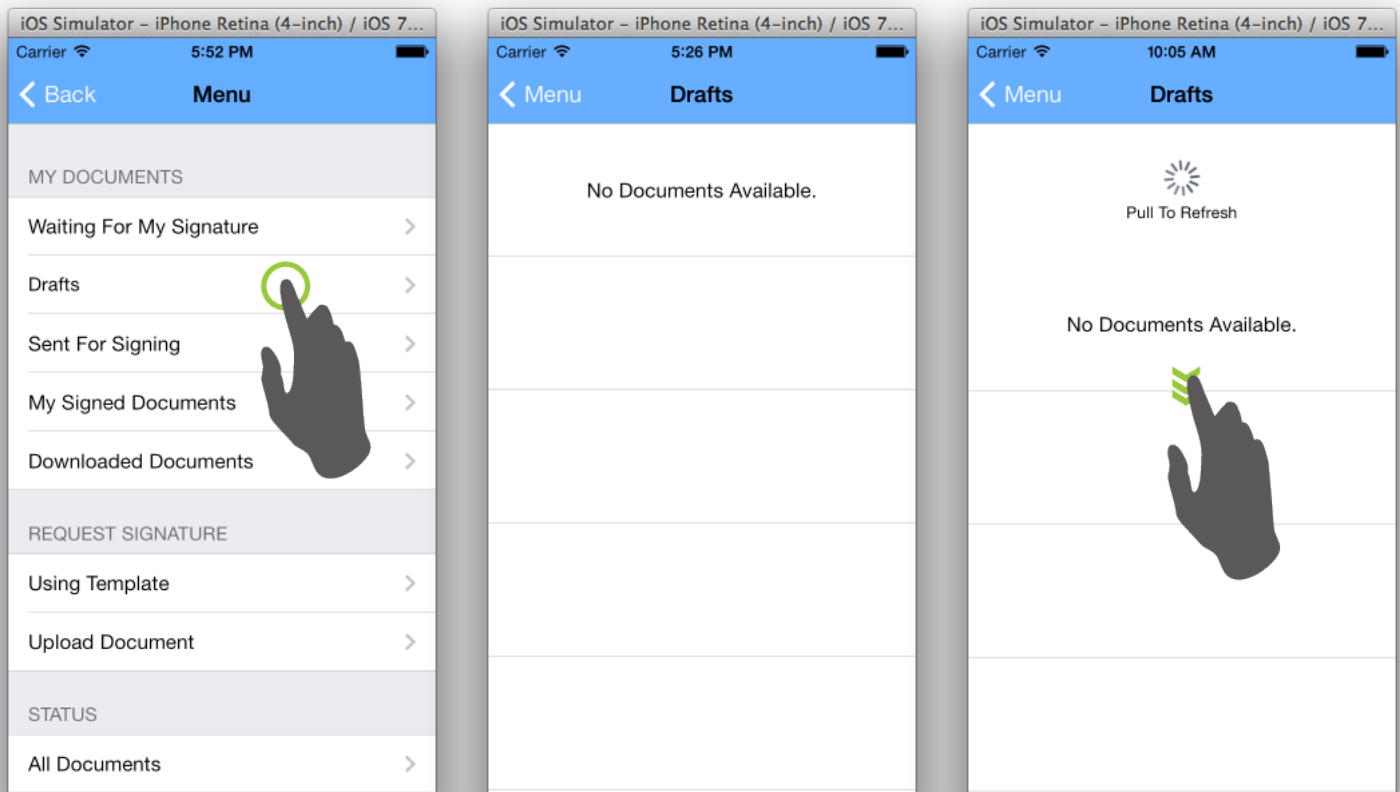 iOS Simulator – iPhone Retina (4-inch) / iOS 7...
Carrier 5:52 PM
Back Menu
MY DOCUMENTS
Waiting For My Signature
Drafts
Sent For Signing
My Signed Documents
Downloaded Documents
REQUEST SIGNATURE
Using Template
Upload Document
STATUS
All Documents
iOS Simulator – iPhone Retina (4-inch) / iOS 7...
Carrier 5:26 PM
Menu Drafts
No Documents Available.
iOS Simulator – iPhone Retina (4-inch) / iOS 7...
Carrier 10:05 AM
Menu Drafts
Pull To Refresh
No Documents Available.